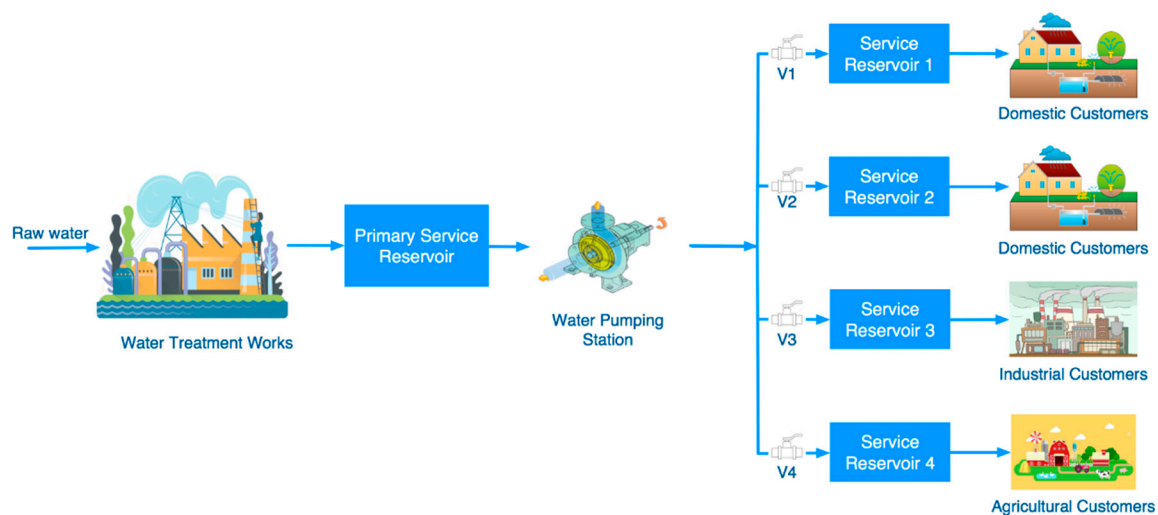 Raw water
Water Treatment Works
Primary Service
Reservoir
Water Pumping
Station
V1
Service
Reservoir 1
Domestic Customers
V2
Service
Reservoir 2
Domestic Customers
V3
Service
Reservoir 3
Industrial Customers
V4
Service
Reservoir 4
Agricultural Customers